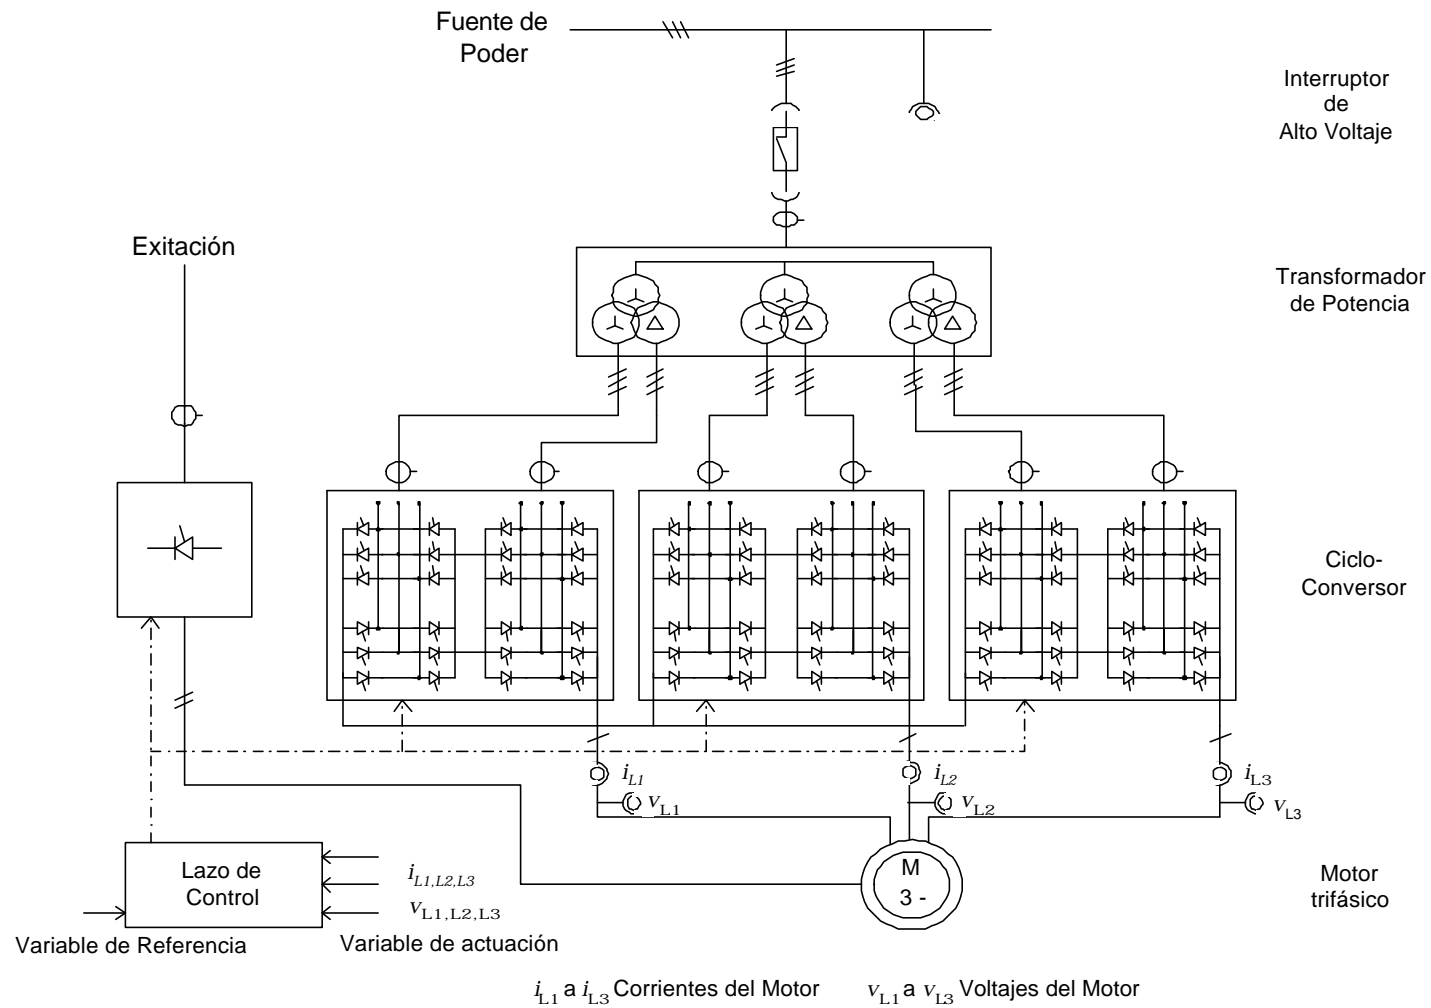 Fuente de
Poder
Interruptor
de
Alto Voltaje
Exitación
Transformador
de Potencia
Ciclo-
Conversor
i_L1
i_L2
i_L3
v_L1
v_L2
v_L3
M
3 -
Motor
trifásico
Lazo de
Control
i_L1,L2,L3
v_L1,L2,L3
Variable de Referencia
Variable de actuación
i_L1 a i_L3 Corrientes del Motor
v_L1 a v_L3 Voltajes del Motor